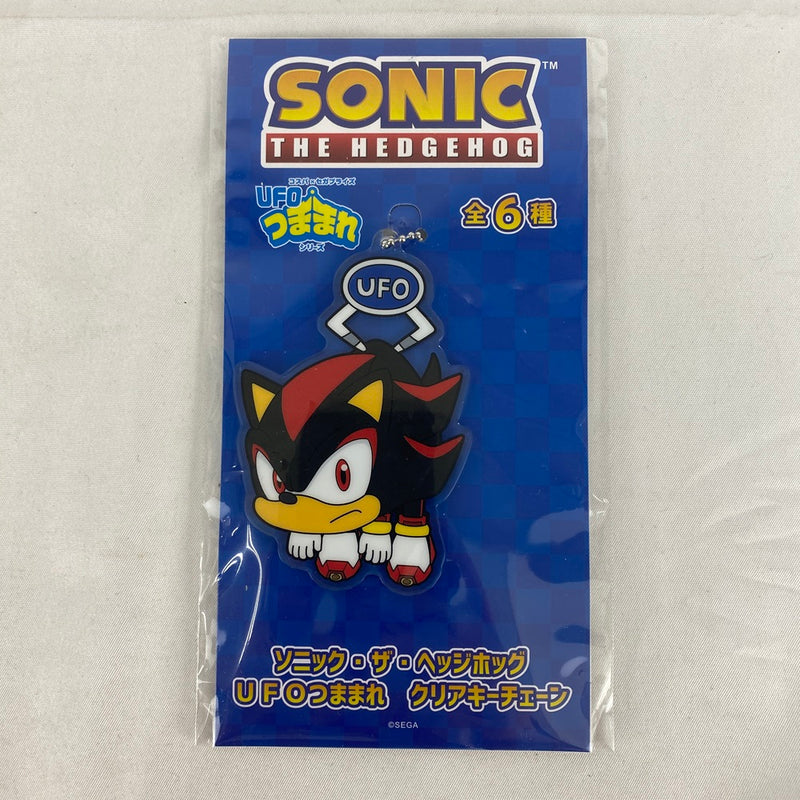 SONIC™
THE HEDGEHOG
コスパ×セガプライズ
UFO
つままれ
シリーズ
全6種
UFO
ソニック・ザ・ヘッジホッグ
UFOつままれ クリアキーチェーン
©SEGA